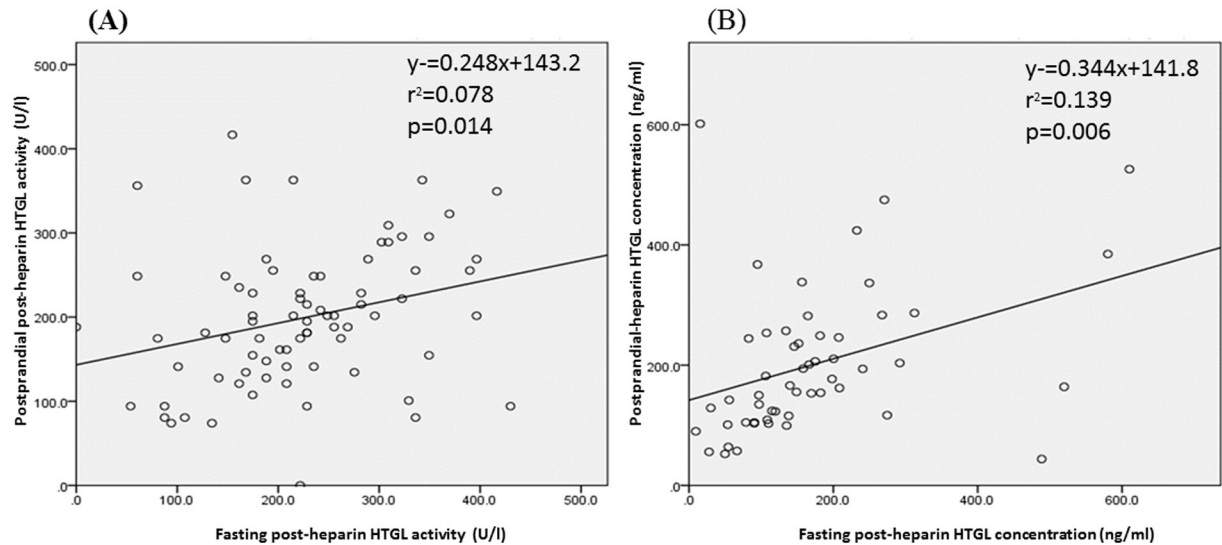 (A)
Postprandial post-heparin HTGL activity (U/l)
500.0
400.0
300.0
200.0
100.0
.0
y-=0.248x+143.2
r²=0.078
p=0.014
.0 100.0 200.0 300.0 400.0 500.0
Fasting post-heparin HTGL activity (U/l)
(B)
Postprandial-heparin HTGL concentration (ng/ml)
600.0
400.0
200.0
.0
y-=0.344x+141.8
r²=0.139
p=0.006
.0 200.0 400.0 600.0
Fasting post-heparin HTGL concentration (ng/ml)